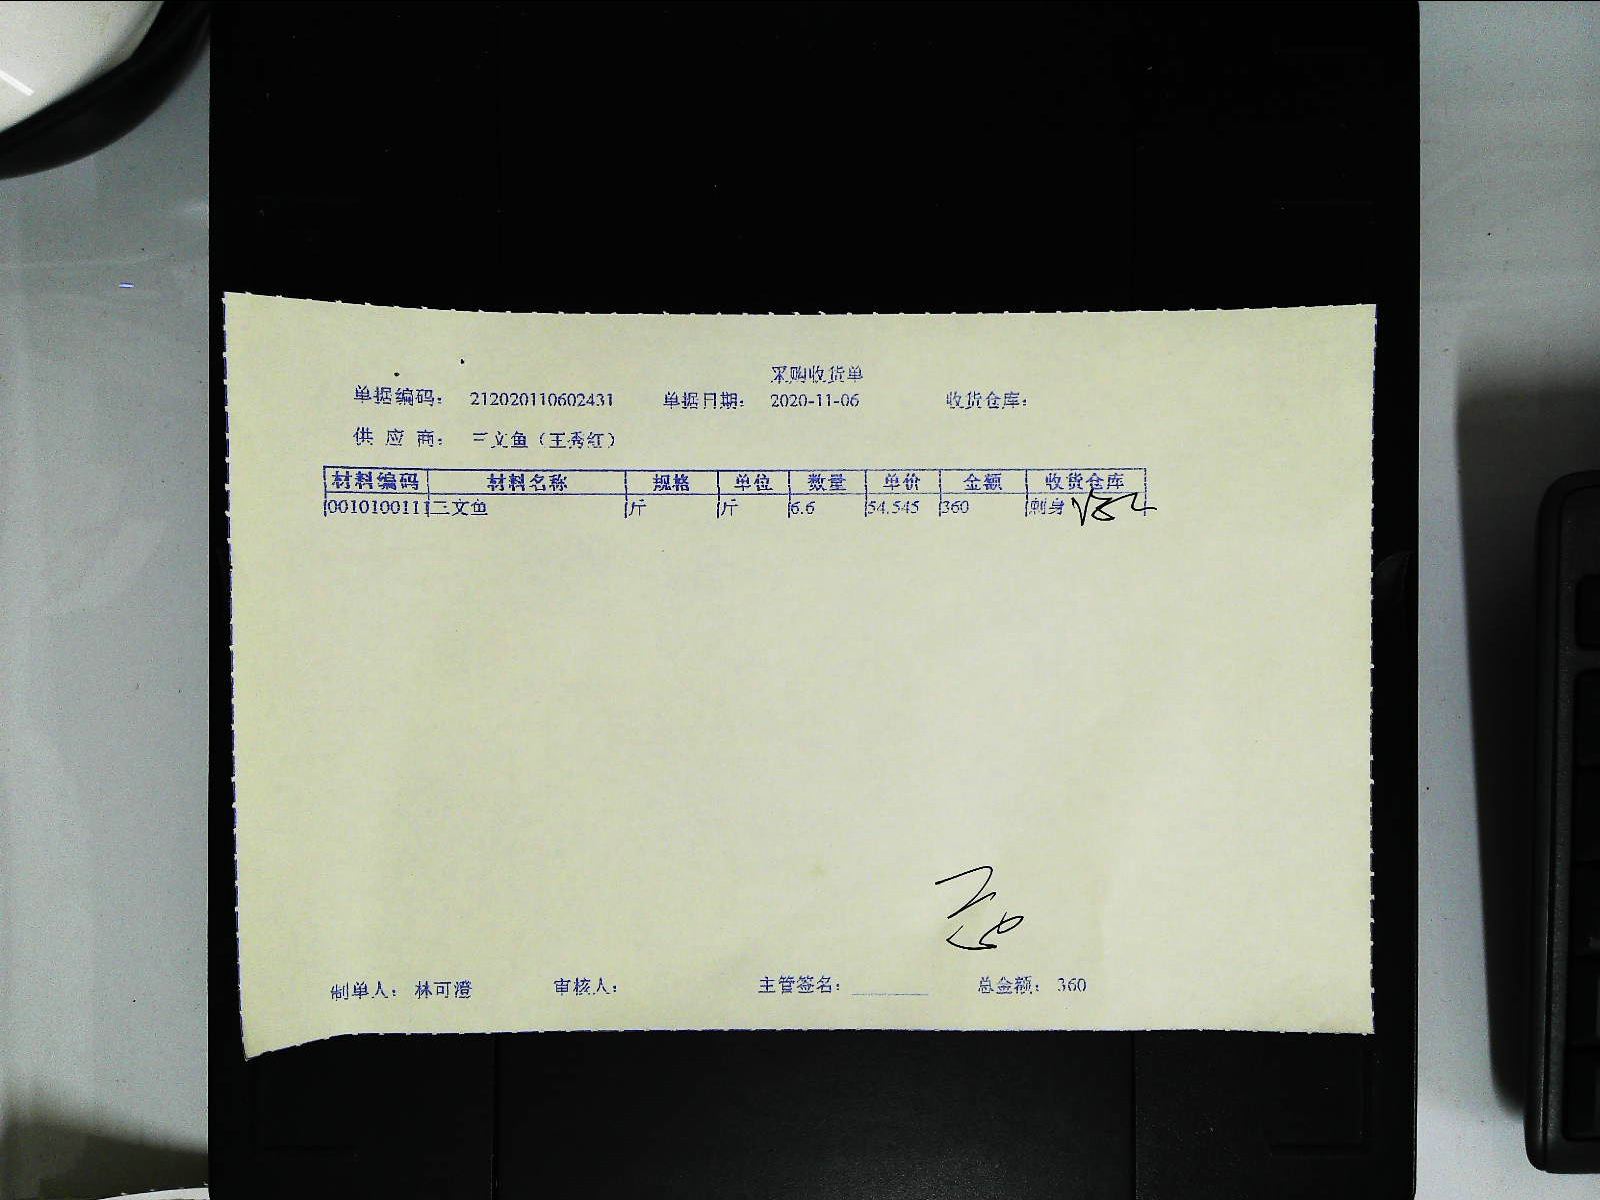 采购收货单
单据编码： 212020110602431 单据日期： 2020-11-06 收货仓库：
供 应 商： 三文鱼（王秀红）
材料编码 材料名称 规格 单位 数量 单价 金额 收货仓库
0010100111 三文鱼 斤 斤 6.6 54.545 360 刺身
制单人： 林可澄 审核人： 主管签名： 总金额： 360